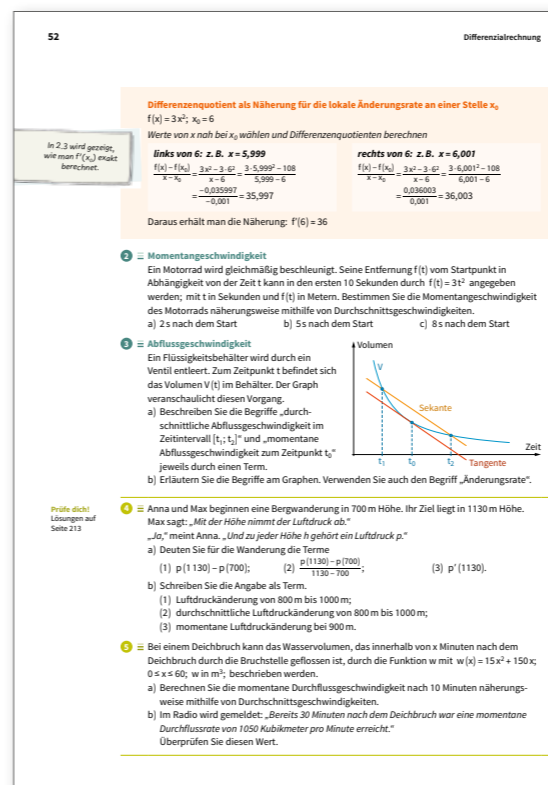 52
Differenzialrechnung
Differenzenquotient als Näherung für die lokale Änderungsrate an einer Stelle x₀
f(x) = 3x²; x₀ = 6
Werte von x nah bei x₀ wählen und Differenzenquotienten berechnen
In 2.3 wird gezeigt,
wie man f'(x₀) exakt
berechnet.
links von 6: z. B. x = 5,999
(f(x) − f(x₀))/(x − x₀) = (3x² − 3·6²)/(x − 6) = (3·5,999² − 108)/(5,999 − 6)
= (−0,035997)/(−0,001) = 35,997
rechts von 6: z. B. x = 6,001
(f(x) − f(x₀))/(x − x₀) = (3x² − 3·6²)/(x − 6) = (3·6,001² − 108)/(6,001 − 6)
= 0,036003/0,001 = 36,003
Daraus erhält man die Näherung: f'(6) = 36
2 Momentangeschwindigkeit
Ein Motorrad wird gleichmäßig beschleunigt. Seine Entfernung f(t) vom Startpunkt in
Abhängigkeit von der Zeit t kann in den ersten 10 Sekunden durch f(t) = 3t² angegeben
werden; mit t in Sekunden und f(t) in Metern. Bestimmen Sie die Momentangeschwindigkeit
des Motorrads näherungsweise mithilfe von Durchschnittsgeschwindigkeiten.
a) 2 s nach dem Start b) 5 s nach dem Start c) 8 s nach dem Start
3 Abflussgeschwindigkeit
Ein Flüssigkeitsbehälter wird durch ein
Ventil entleert. Zum Zeitpunkt t befindet sich
das Volumen V(t) im Behälter. Der Graph
veranschaulicht diesen Vorgang.
a) Beschreiben Sie die Begriffe „durch-
schnittliche Abflussgeschwindigkeit im
Zeitintervall [t₁; t₂]" und „momentane
Abflussgeschwindigkeit zum Zeitpunkt t₀"
jeweils durch einen Term.
b) Erläutern Sie die Begriffe am Graphen. Verwenden Sie auch den Begriff „Änderungsrate".
Volumen
V
Sekante
Zeit
t₁ t₀ t₂ Tangente
Prüfe dich!
Lösungen auf
Seite 213
4 Anna und Max beginnen eine Bergwanderung in 700 m Höhe. Ihr Ziel liegt in 1130 m Höhe.
Max sagt: „Mit der Höhe nimmt der Luftdruck ab."
„Ja," meint Anna. „Und zu jeder Höhe h gehört ein Luftdruck p."
a) Deuten Sie für die Wanderung die Terme
(1) p(1130) − p(700); (2) (p(1130) − p(700))/(1130 − 700); (3) p'(1130).
b) Schreiben Sie die Angabe als Term.
(1) Luftdruckänderung von 800 m bis 1000 m;
(2) durchschnittliche Luftdruckänderung von 800 m bis 1000 m;
(3) momentane Luftdruckänderung bei 900 m.
5 Bei einem Deichbruch kann das Wasservolumen, das innerhalb von x Minuten nach dem
Deichbruch durch die Bruchstelle geflossen ist, durch die Funktion w mit w(x) = 15x² + 150x;
0 ≤ x ≤ 60; w in m³; beschrieben werden.
a) Berechnen Sie die momentane Durchflussgeschwindigkeit nach 10 Minuten näherungs-
weise mithilfe von Durchschnittsgeschwindigkeiten.
b) Im Radio wird gemeldet: „Bereits 30 Minuten nach dem Deichbruch war eine momentane
Durchflussrate von 1050 Kubikmeter pro Minute erreicht."
Überprüfen Sie diesen Wert.